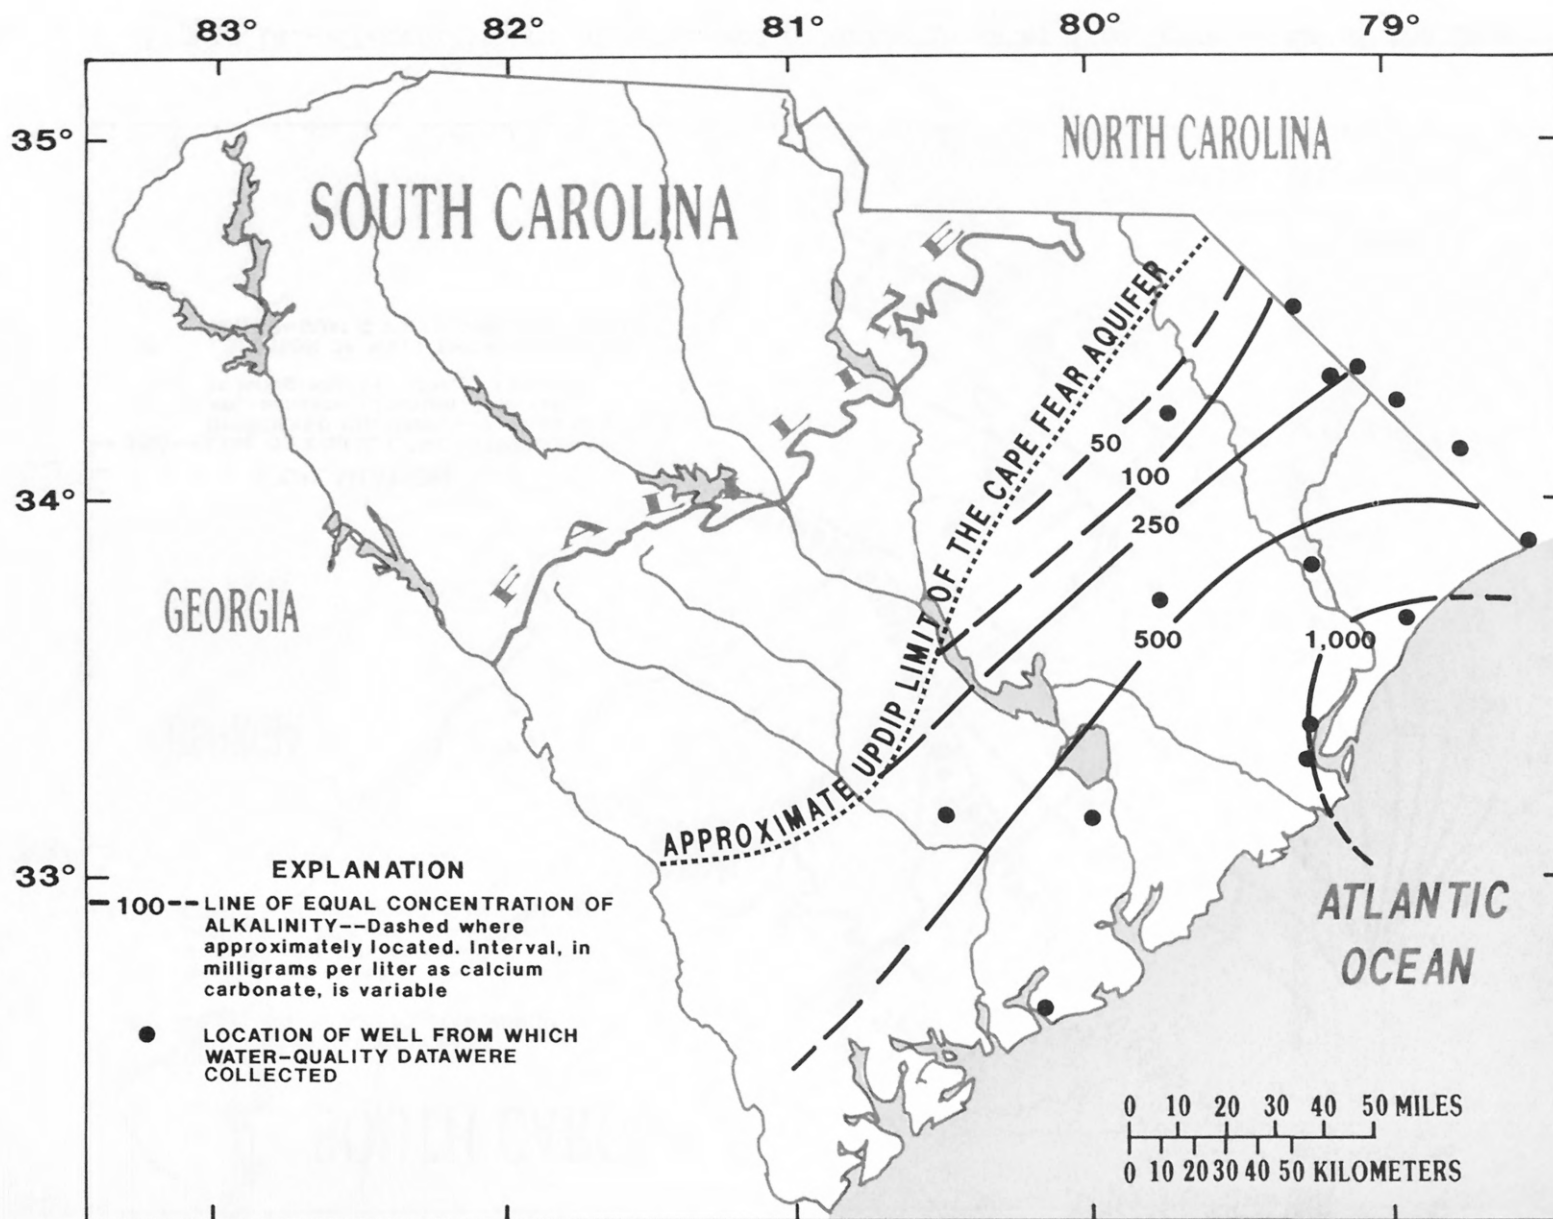 83° 82° 81° 80° 79°
35°
NORTH CAROLINA
SOUTH CAROLINA
FALL LINE
APPROXIMATE UPDIP LIMIT OF THE CAPE FEAR AQUIFER
50
100
34°
250
GEORGIA
500
1,000
33°
EXPLANATION
100 LINE OF EQUAL CONCENTRATION OF
ALKALINITY--Dashed where
approximately located. Interval, in
milligrams per liter as calcium
carbonate, is variable
LOCATION OF WELL FROM WHICH
WATER-QUALITY DATA WERE
COLLECTED
ATLANTIC
OCEAN
0 10 20 30 40 50 MILES
0 10 20 30 40 50 KILOMETERS